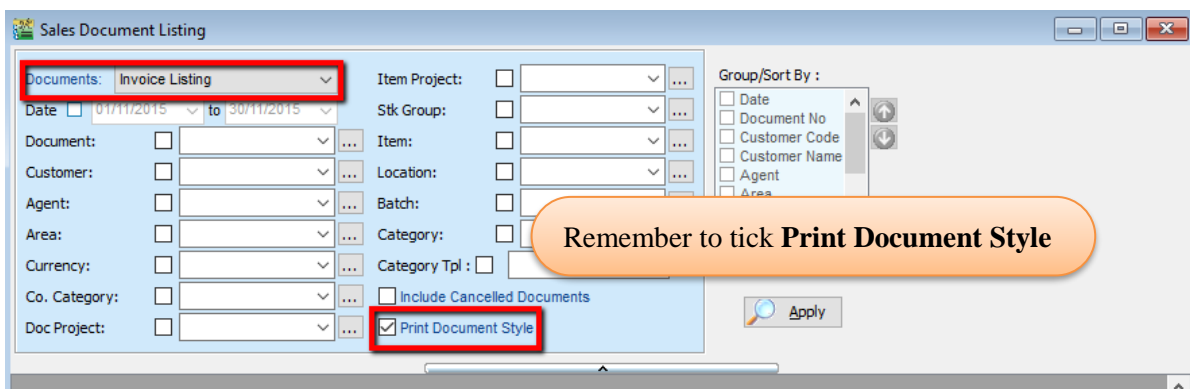 Sales Document Listing
Documents: Invoice Listing
Date 01/11/2015 to 30/11/2015
Document: ...
Customer: ...
Agent: ...
Area: ...
Currency: ...
Co. Category: ...
Doc Project: ...
Item Project: ...
Stk Group: ...
Item: ...
Location: ...
Batch:
Category:
Category Tpl :
Include Cancelled Documents
Print Document Style
Group/Sort By :
Date
Document No
Customer Code
Customer Name
Agent
Area
Remember to tick Print Document Style
Apply